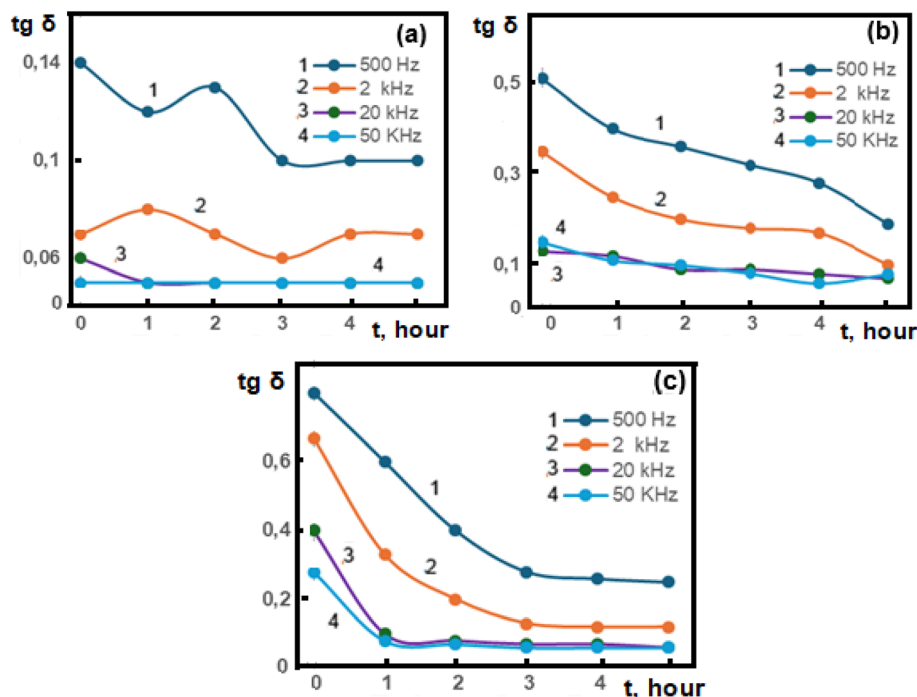 tg δ
(a)
0,14
0,1
0,06
0
1 500 Hz
2 2 kHz
3 20 kHz
4 50 KHz
1
2
3
4
0 1 2 3 4 t, hour
tg δ
(b)
0,5
0,3
0,1
0
1 500 Hz
2 2 kHz
3 20 kHz
4 50 KHz
1
2
4
3
0 1 2 3 4 t, hour
tg δ
(c)
0,6
0,4
0,2
0
1 500 Hz
2 2 kHz
3 20 kHz
4 50 KHz
1
2
3
4
0 1 2 3 4 t, hour